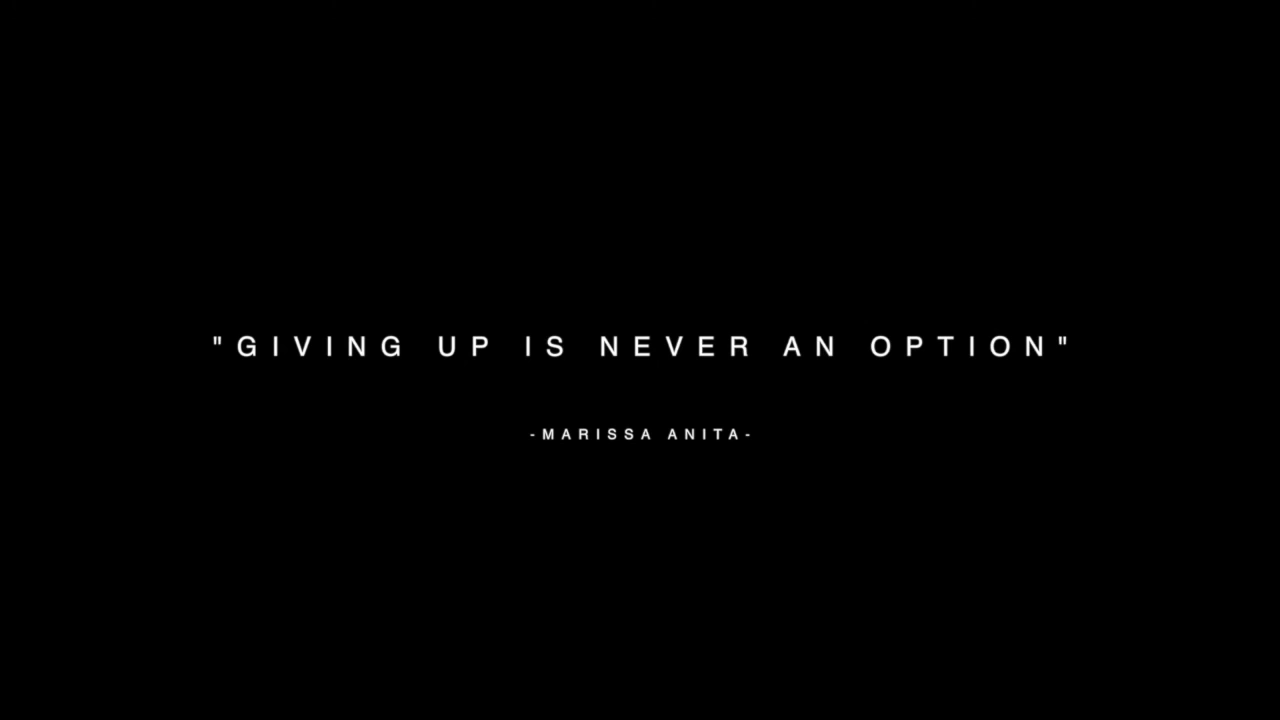 "GIVING UP IS NEVER AN OPTION"
-MARISSA ANITA-